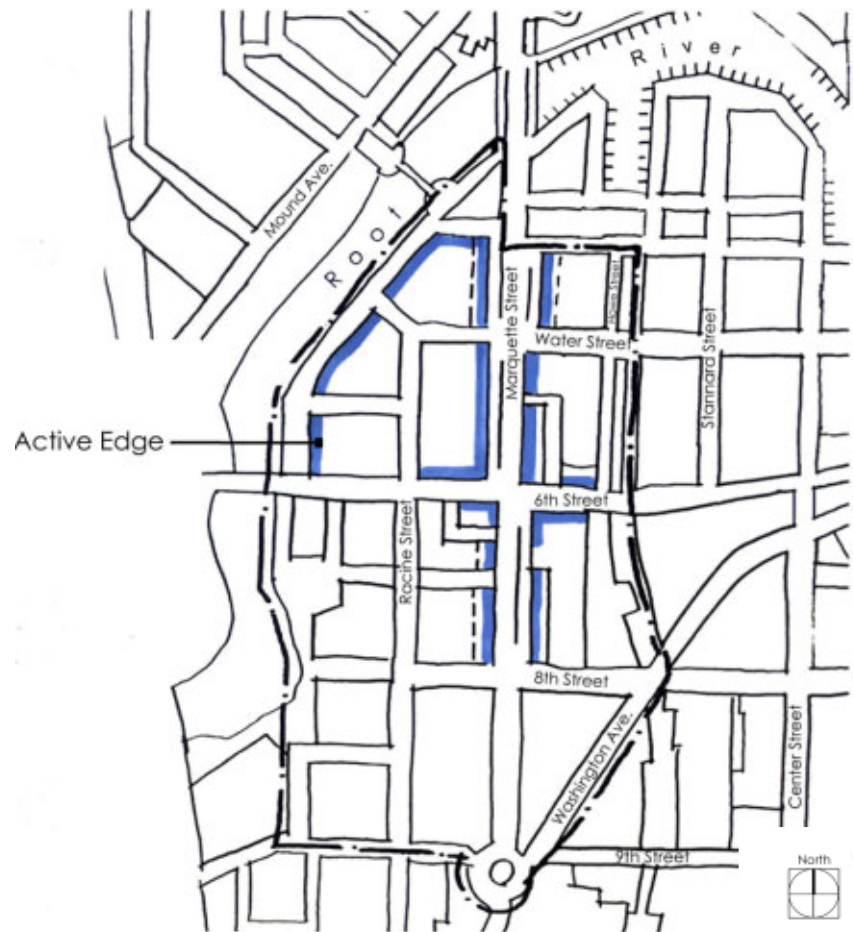 River
Mound Ave.
Root
Marquette Street
Water Street
Stannard Street
Active Edge
6th Street
Racine Street
8th Street
Washington Ave.
Center Street
9th Street
North